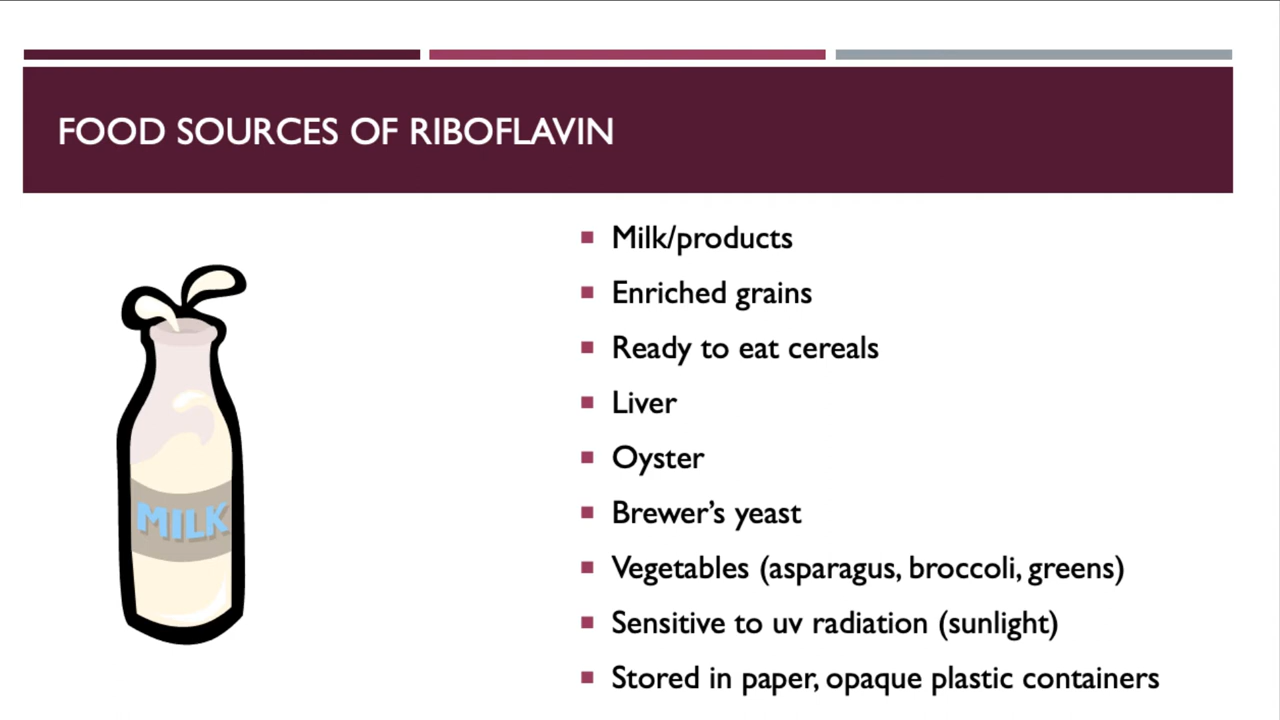 FOOD SOURCES OF RIBOFLAVIN
Milk/products
Enriched grains
Ready to eat cereals
Liver
Oyster
Brewer’s yeast
Vegetables (asparagus, broccoli, greens)
Sensitive to uv radiation (sunlight)
Stored in paper, opaque plastic containers
MILK